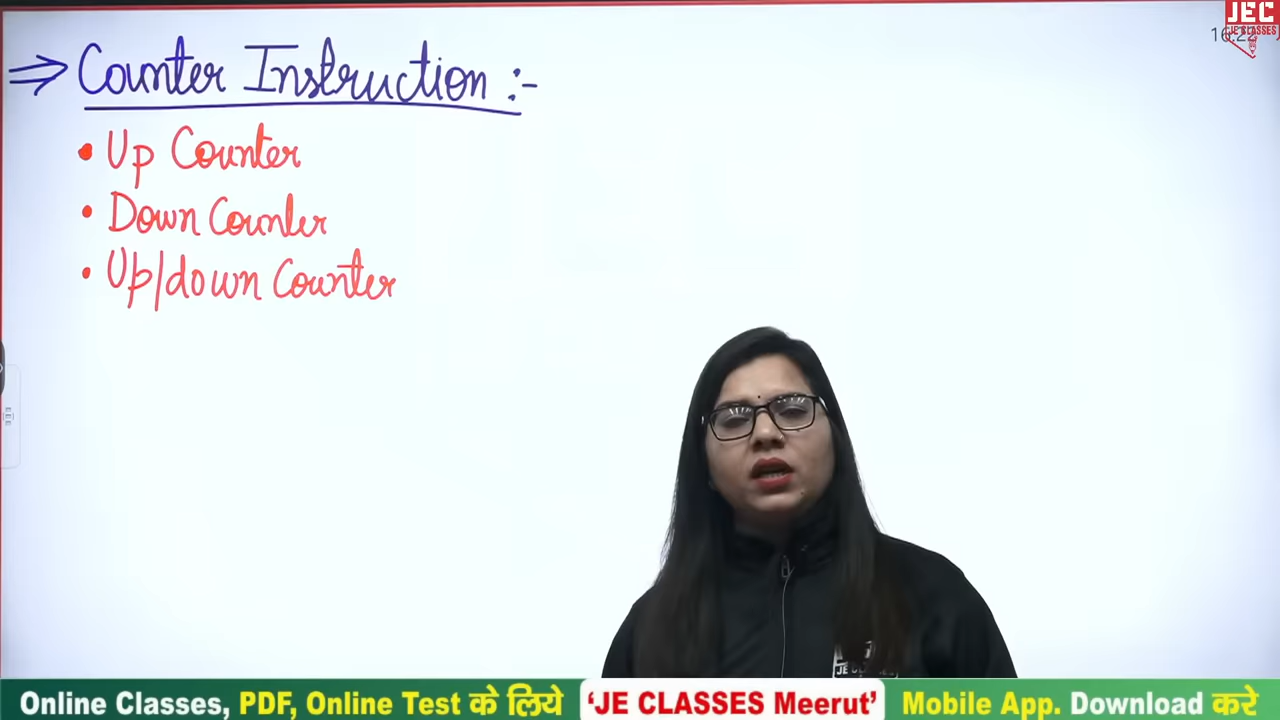 JEC
JE CLASSES
⇒ Counter Instruction :-
• Up Counter
• Down Counter
• Up/down Counter
Online Classes, PDF, Online Test के लिये 'JE CLASSES Meerut' Mobile App. Download करे